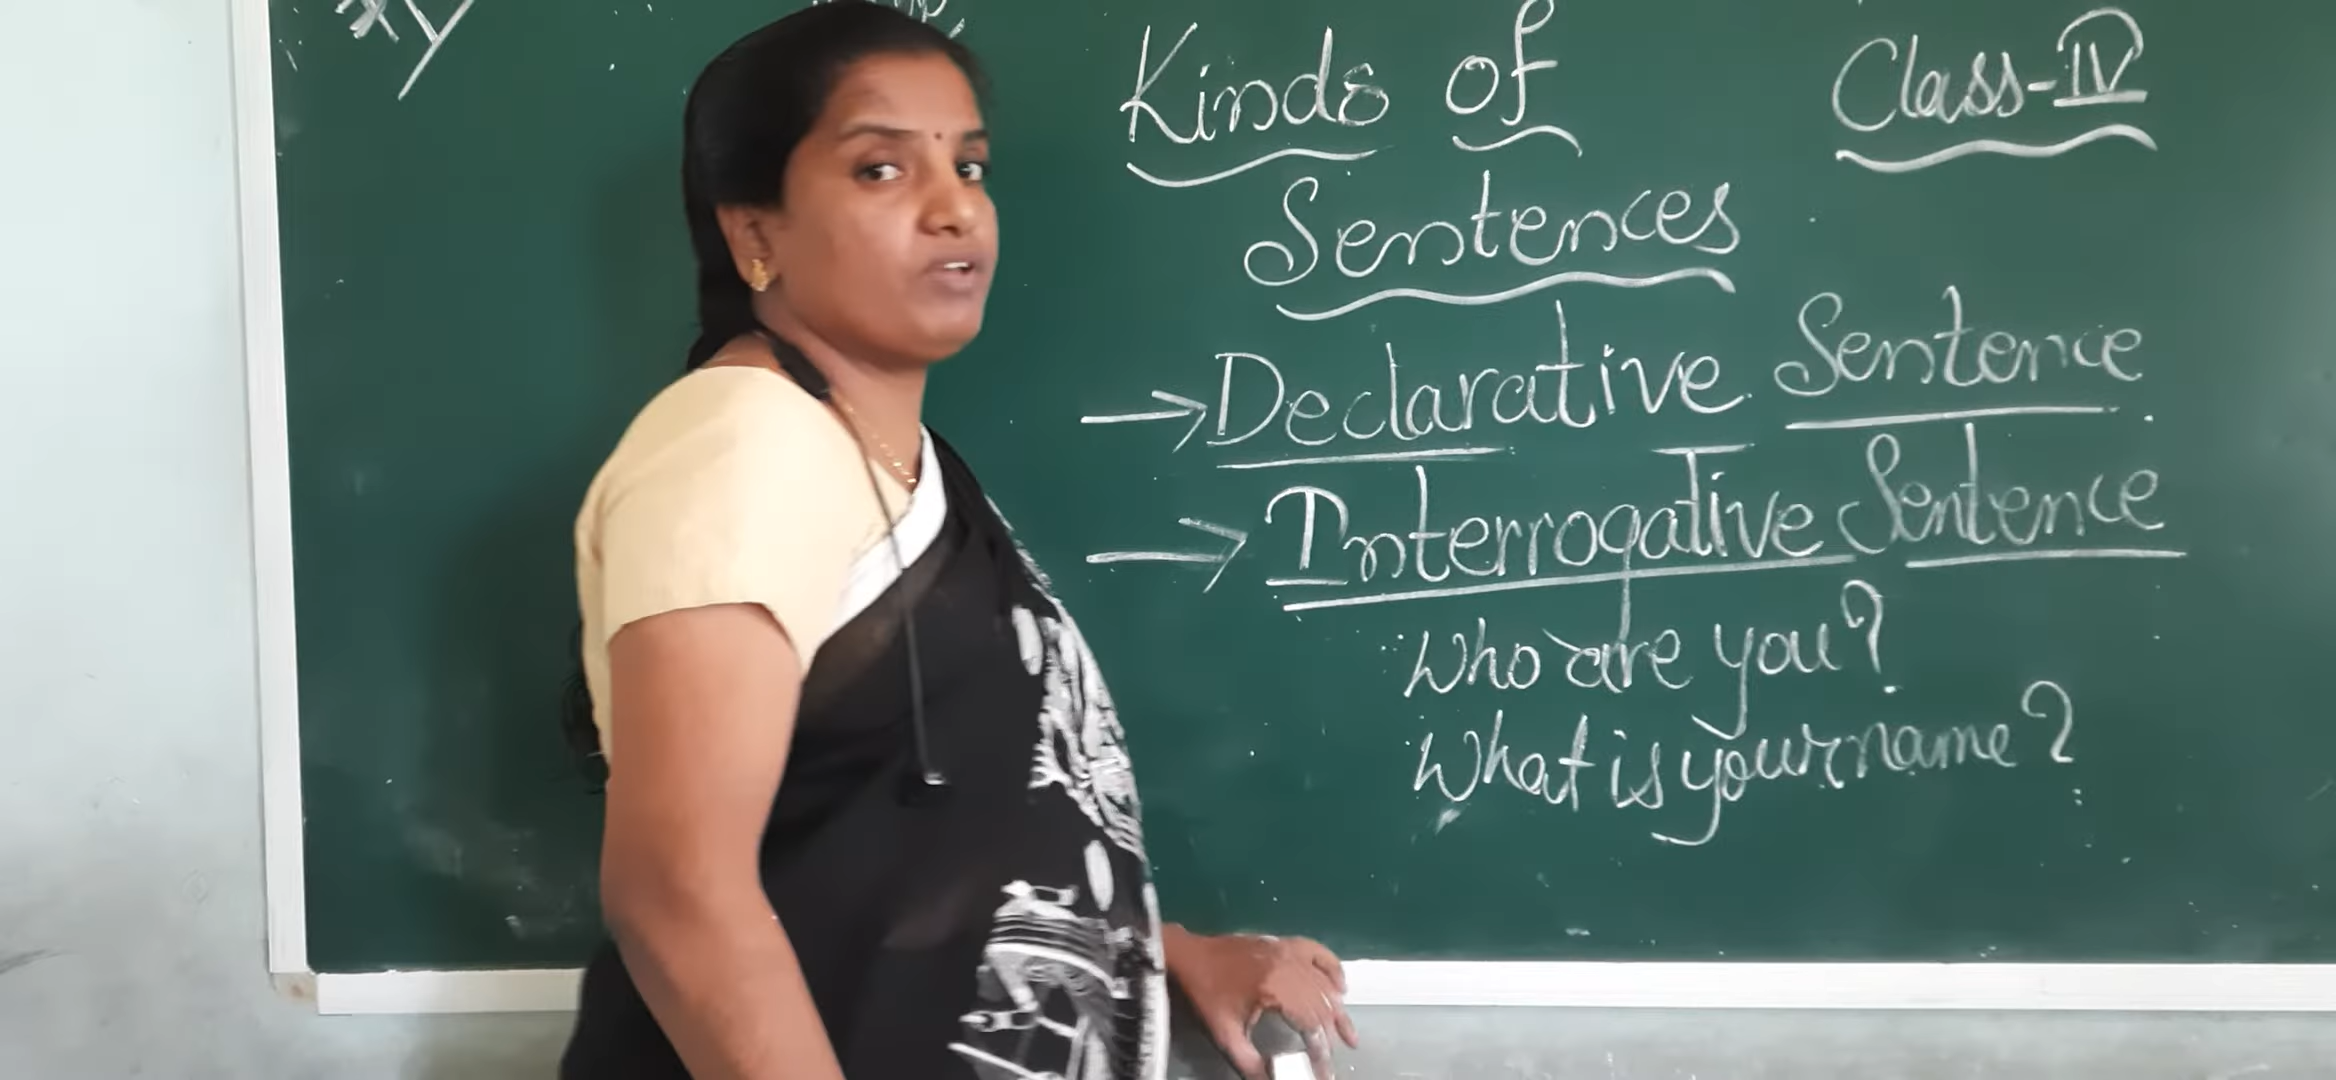 Kinds of
Class-IV
Sentences
→Declarative Sentence
→Interrogative Sentence
Who are you?
What is your name?